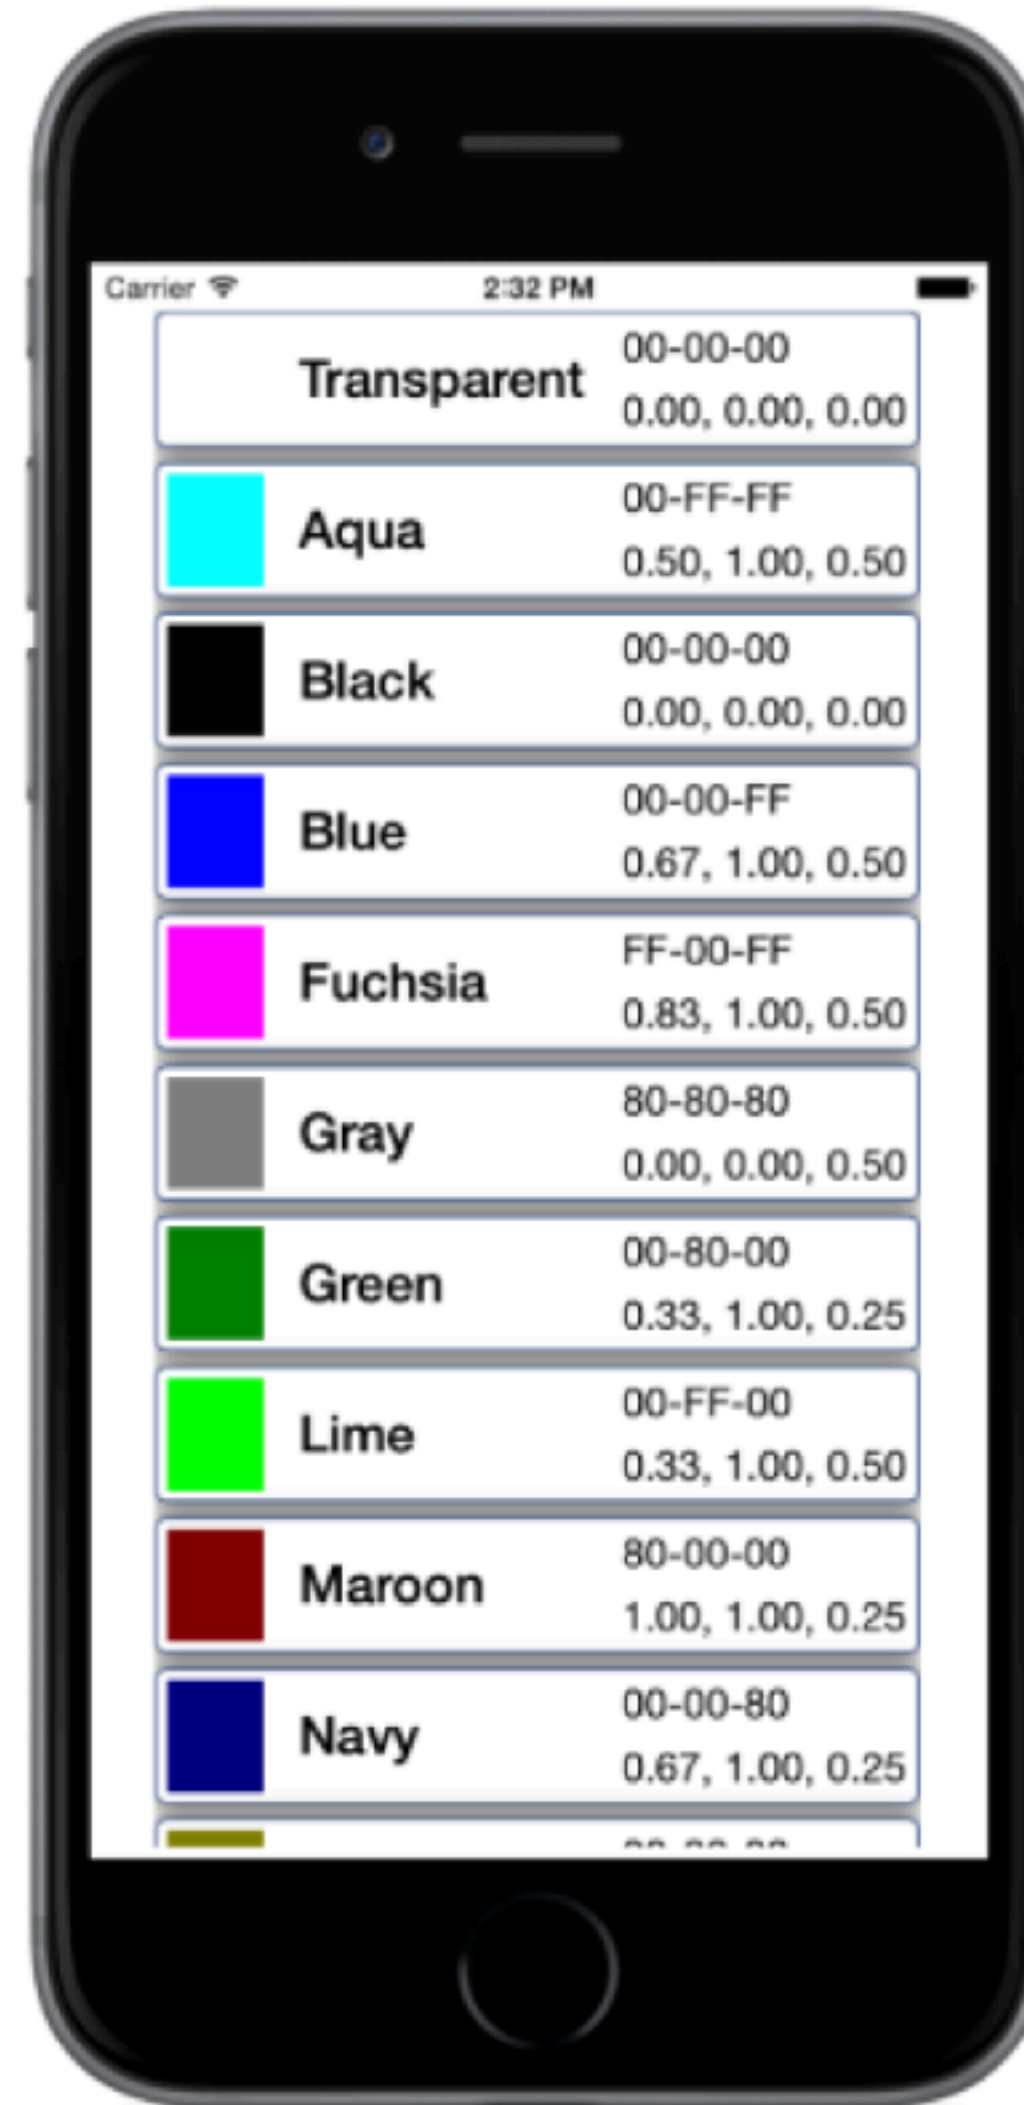 Carrier
2:32 PM
Transparent
00-00-00
0.00, 0.00, 0.00
Aqua
00-FF-FF
0.50, 1.00, 0.50
Black
00-00-00
0.00, 0.00, 0.00
Blue
00-00-FF
0.67, 1.00, 0.50
Fuchsia
FF-00-FF
0.83, 1.00, 0.50
Gray
80-80-80
0.00, 0.00, 0.50
Green
00-80-00
0.33, 1.00, 0.25
Lime
00-FF-00
0.33, 1.00, 0.50
Maroon
80-00-00
1.00, 1.00, 0.25
Navy
00-00-80
0.67, 1.00, 0.25